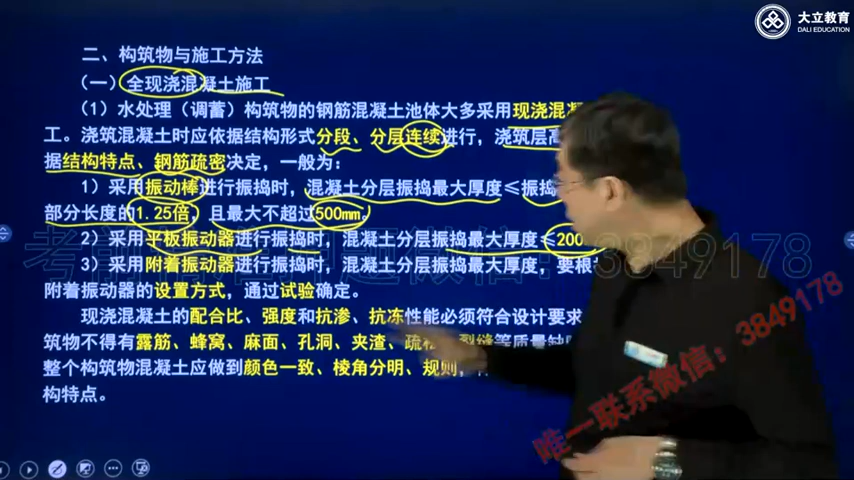 大立教育
DALI EDUCATION
二、构筑物与施工方法
（一）全现浇混凝土施工
（1）水处理（调蓄）构筑物的钢筋混凝土池体大多采用现浇混凝
工。浇筑混凝土时应依据结构形式分段、分层连续进行，浇筑层高
据结构特点、钢筋疏密决定，一般为：
1）采用振动棒进行振捣时，混凝土分层振捣最大厚度≤振捣
部分长度的1.25倍，且最大不超过500mm。
2）采用平板振动器进行振捣时，混凝土分层振捣最大厚度≤200
3）采用附着振动器进行振捣时，混凝土分层振捣最大厚度，要根
附着振动器的设置方式，通过试验确定。
现浇混凝土的配合比、强度和抗渗、抗冻性能必须符合设计要求
筑物不得有露筋、蜂窝、麻面、孔洞、夹渣、疏松、裂缝等质量缺
整个构筑物混凝土应做到颜色一致、棱角分明、规则，
构特点。
唯一联系微信：3849178